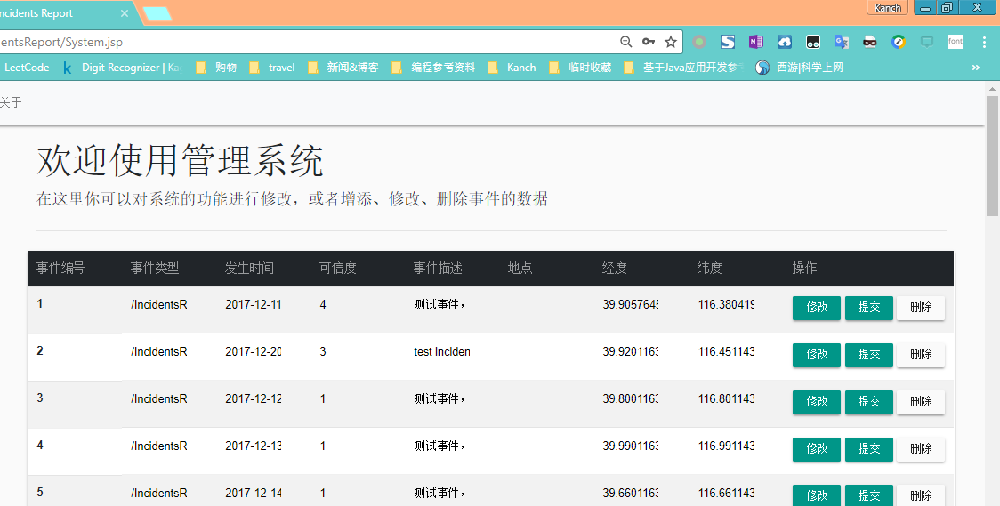 ncidents Report
Kanch
entsReport/System.jsp
font
LeetCode
k
Digit Recognizer | Ka
购物
travel
新闻&博客
编程参考资料
Kanch
临时收藏
基于Java应用开发参考
西游|科学上网
»
关于
欢迎使用管理系统
在这里你可以对系统的功能进行修改，或者增添、修改、删除事件的数据
事件编号 事件类型 发生时间 可信度 事件描述 地点 经度 纬度 操作
1 /IncidentsR 2017-12-11 4 测试事件， 39.9057645 116.380419 修改 提交 删除
2 /IncidentsR 2017-12-20 3 test inciden 39.9201163 116.451143 修改 提交 删除
3 /IncidentsR 2017-12-12 1 测试事件， 39.8001163 116.801143 修改 提交 删除
4 /IncidentsR 2017-12-13 1 测试事件， 39.9901163 116.991143 修改 提交 删除
5 /IncidentsR 2017-12-14 1 测试事件， 39.6601163 116.661143 修改 提交 删除